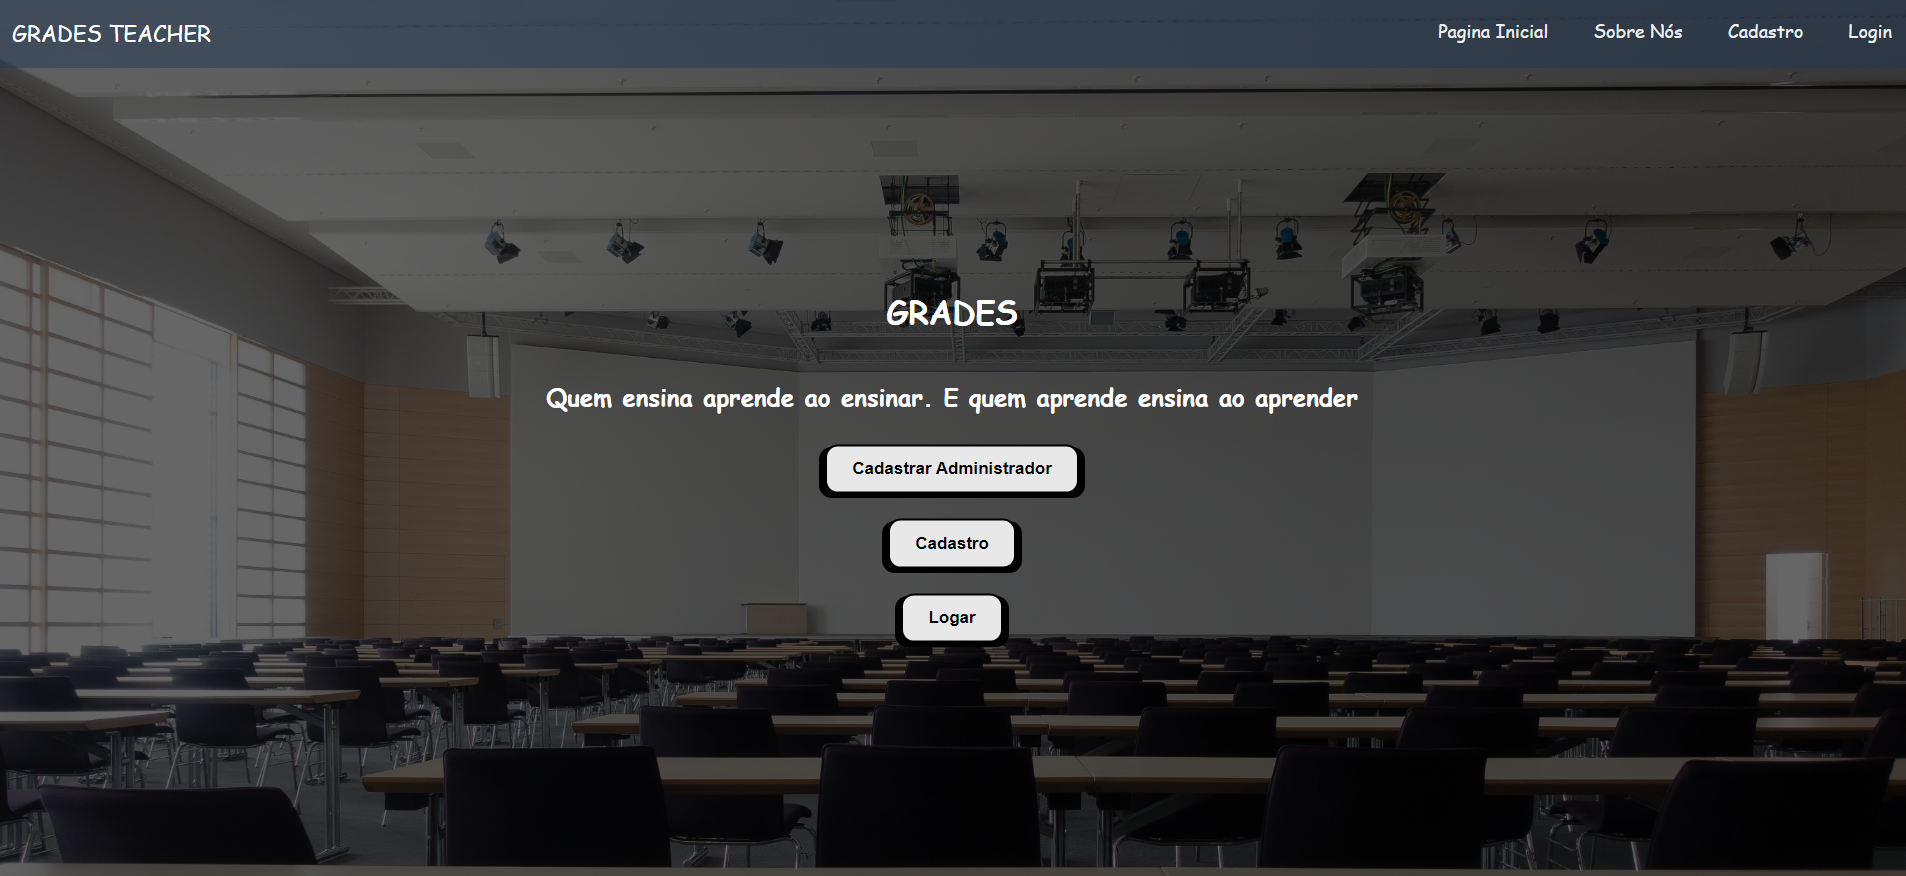 GRADES TEACHER
Pagina Inicial
Sobre Nós
Cadastro
Login
GRADES
Quem ensina aprende ao ensinar. E quem aprende ensina ao aprender
Cadastrar Administrador
Cadastro
Logar